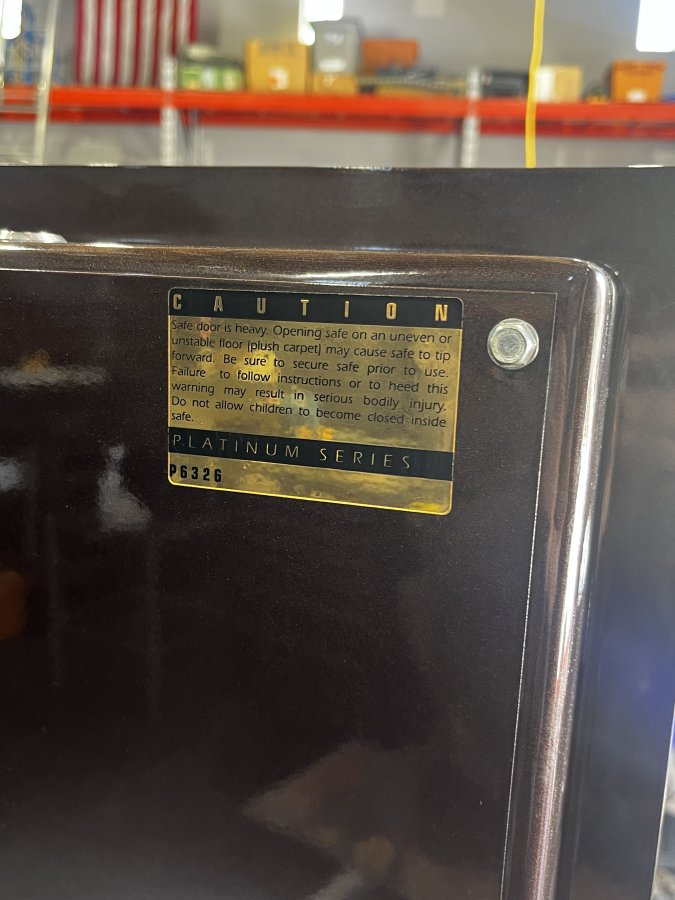 CAUTION
Safe door is heavy. Opening safe on an uneven or
unstable floor (plush carpet) may cause safe to tip
forward. Be sure to secure safe prior to use.
Failure to follow instructions or to heed this
warning may result in serious bodily injury.
Do not allow children to become closed inside
safe.
PLATINUM SERIES
P6326